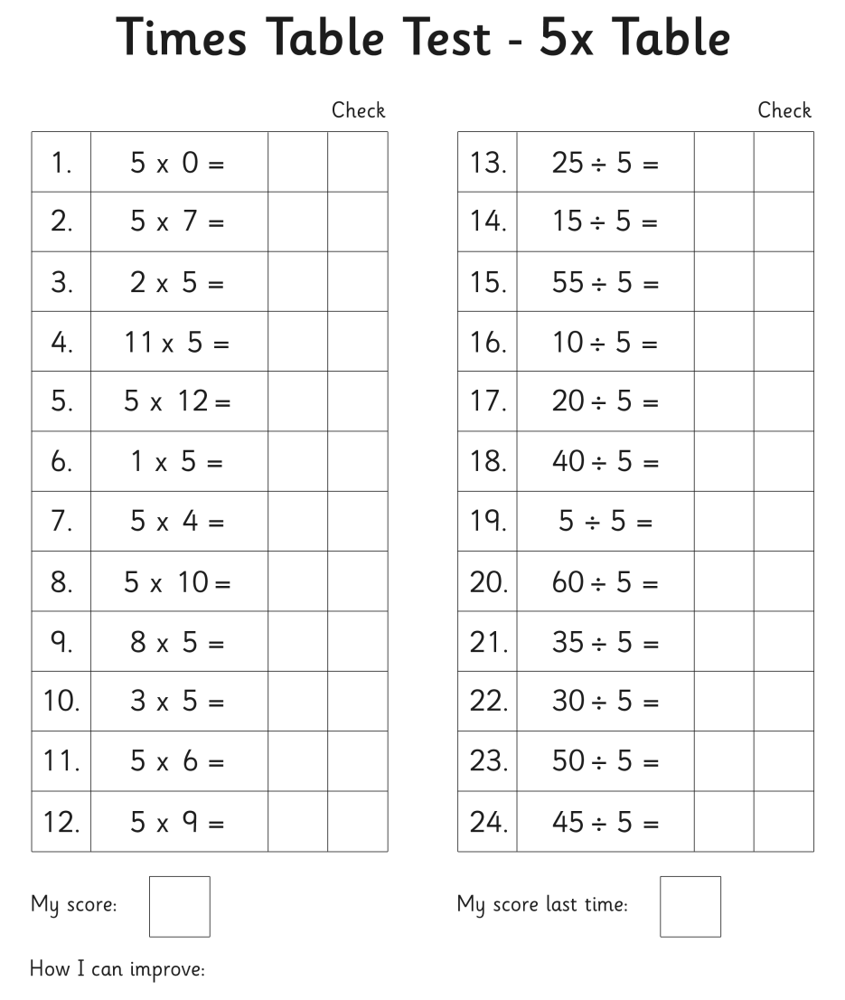 Times Table Test - 5x Table
Check
1. 5 x 0 =
2. 5 x 7 =
3. 2 x 5 =
4. 11 x 5 =
5. 5 x 12 =
6. 1 x 5 =
7. 5 x 4 =
8. 5 x 10 =
9. 8 x 5 =
10. 3 x 5 =
11. 5 x 6 =
12. 5 x 9 =
Check
13. 25 ÷ 5 =
14. 15 ÷ 5 =
15. 55 ÷ 5 =
16. 10 ÷ 5 =
17. 20 ÷ 5 =
18. 40 ÷ 5 =
19. 5 ÷ 5 =
20. 60 ÷ 5 =
21. 35 ÷ 5 =
22. 30 ÷ 5 =
23. 50 ÷ 5 =
24. 45 ÷ 5 =
My score:
My score last time:
How I can improve: